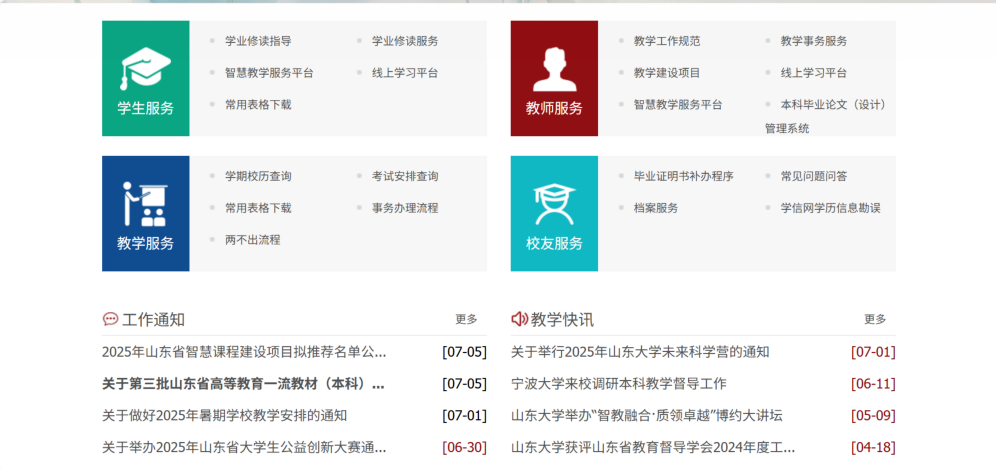 学生服务
学业修读指导
学业修读服务
智慧教学服务平台
线上学习平台
常用表格下载
教师服务
教学工作规范
教学事务服务
教学建设项目
线上学习平台
智慧教学服务平台
本科毕业论文（设计）
管理系统
教学服务
学期校历查询
考试安排查询
常用表格下载
事务办理流程
两不出流程
校友服务
毕业证明书补办程序
常见问题问答
档案服务
学信网学历信息勘误
工作通知 更多
2025年山东省智慧课程建设项目拟推荐名单公... [07-05]
关于第三批山东省高等教育一流教材（本科）... [07-05]
关于做好2025年暑期学校教学安排的通知 [07-01]
关于举办2025年山东省大学生公益创新大赛通... [06-30]
教学快讯 更多
关于举行2025年山东大学未来科学营的通知 [07-01]
宁波大学来校调研本科教学督导工作 [06-11]
山东大学举办“智教融合·质领卓越”博约大讲坛 [05-09]
山东大学获评山东省教育督导学会2024年度工... [04-18]